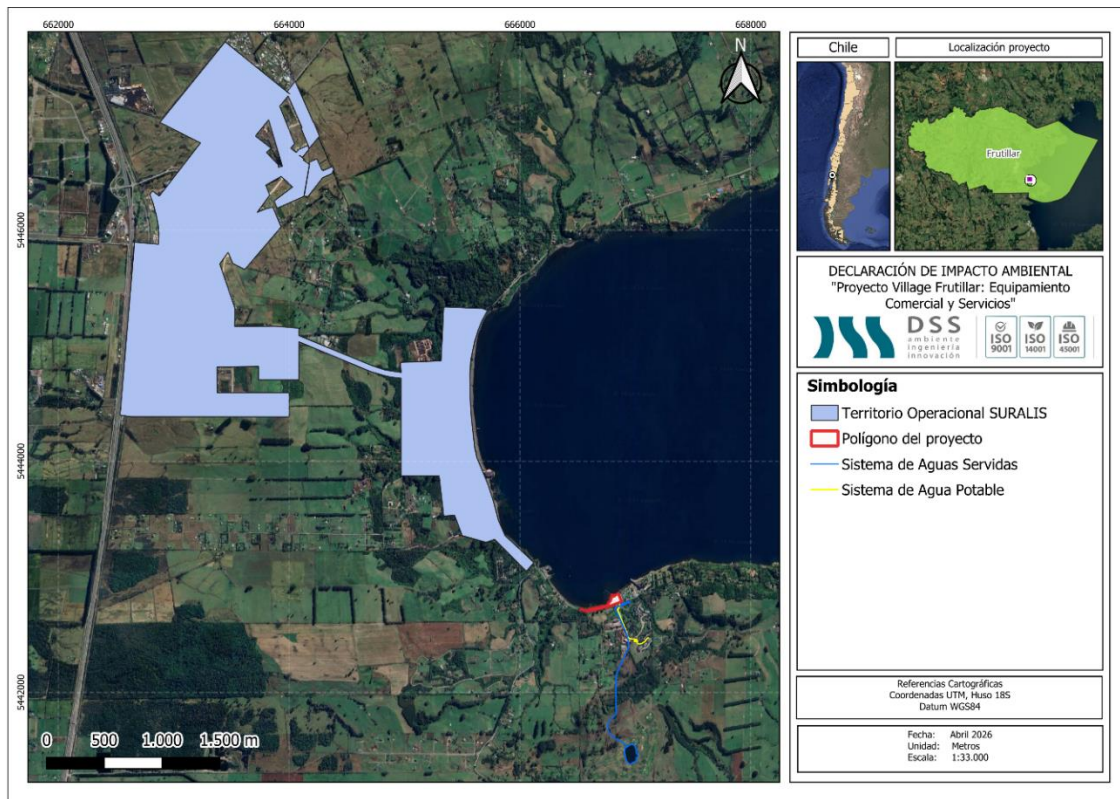 662000
664000
666000
668000
5446000
5444000
5442000
N
0 500 1.000 1.500 m
Chile
Localización proyecto
Frutillar
DECLARACIÓN DE IMPACTO AMBIENTAL
"Proyecto Village Frutillar: Equipamiento
Comercial y Servicios"
DSS
ambiente
ingeniería
innovación
ISO
9001
ISO
14001
ISO
45001
Simbología
Territorio Operacional SURALIS
Polígono del proyecto
Sistema de Aguas Servidas
Sistema de Agua Potable
Referencias Cartográficas
Coordenadas UTM, Huso 18S
Datum WGS84
Fecha: Abril 2026
Unidad: Metros
Escala: 1:33.000